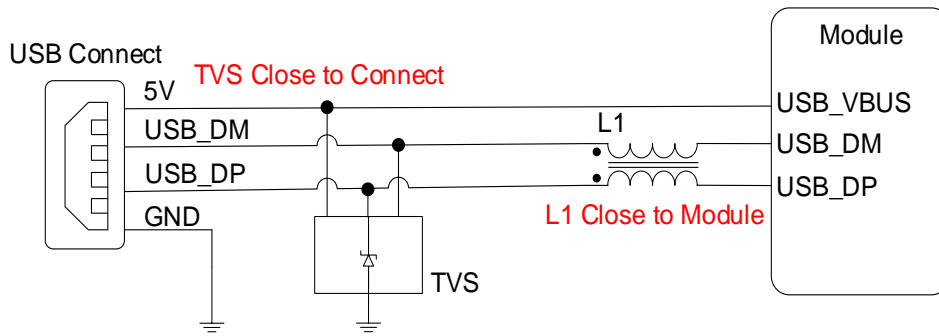 Module
USB Connect
TVS Close to Connect
5V
USB_VBUS
USB_DM
L1
USB_DM
USB_DP
USB_DP
L1 Close to Module
GND
TVS